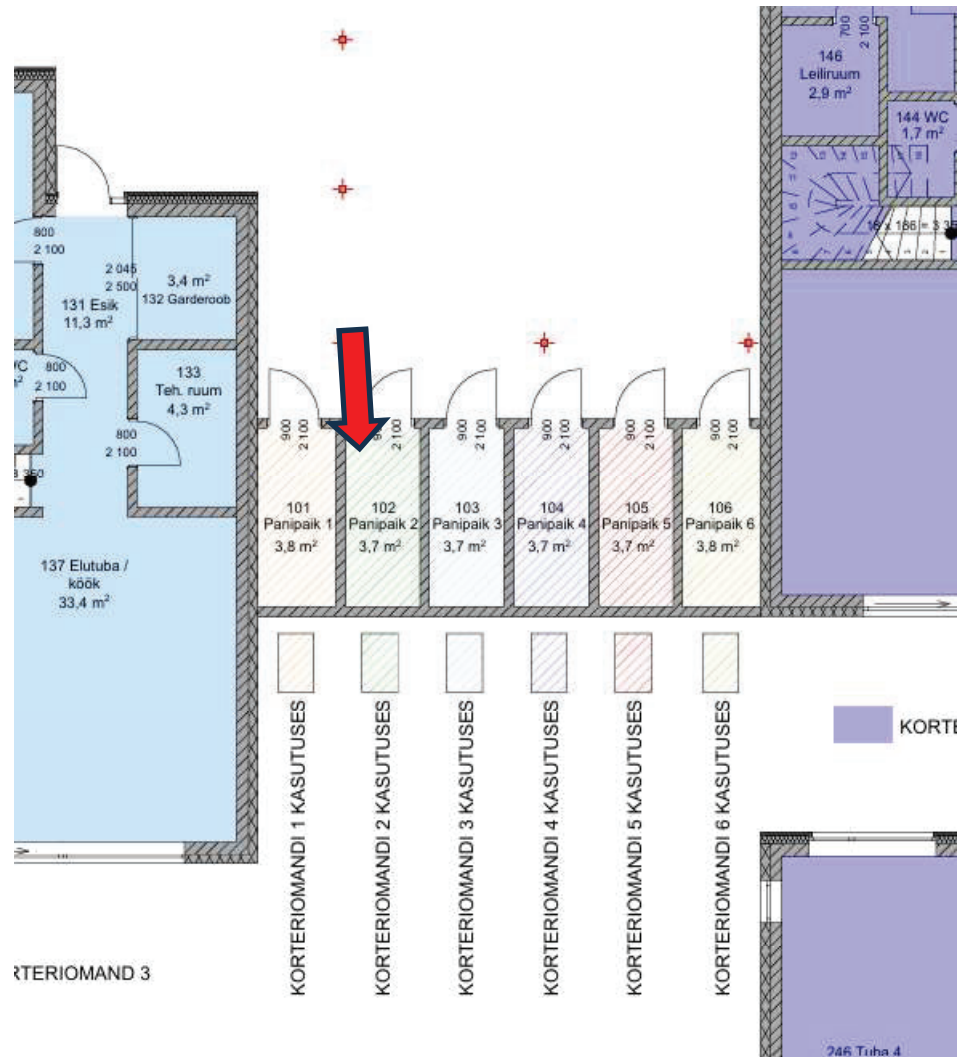 700
2 100
146
Leiliruum
2,9 m²
144 WC
1,7 m²
800
2 100
2 045
2 500
3,4 m²
132 Garderoob
131 Esik
11,3 m²
800
2 100
133
Teh. ruum
4,3 m²
800
2 100
137 Elutuba /
köök
33,4 m²
900
2 100
900
2 100
900
2 100
900
2 100
900
2 100
900
2 100
101
Panipaik 1
3,8 m²
102
Panipaik 2
3,7 m²
103
Panipaik 3
3,7 m²
104
Panipaik 4
3,7 m²
105
Panipaik 5
3,7 m²
106
Panipaik 6
3,8 m²
KORTERIOMANDI 1 KASUTUSES
KORTERIOMANDI 2 KASUTUSES
KORTERIOMANDI 3 KASUTUSES
KORTERIOMANDI 4 KASUTUSES
KORTERIOMANDI 5 KASUTUSES
KORTERIOMANDI 6 KASUTUSES
KORTE
RTERIOMAND 3
246 Tuba 4